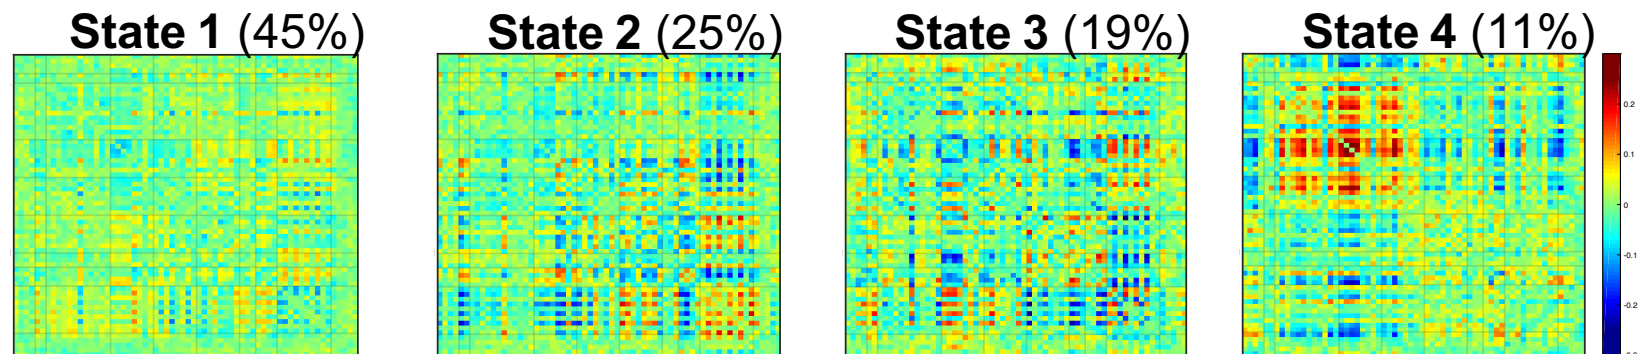 State 1 (45%)
State 2 (25%)
State 3 (19%)
State 4 (11%)
0.2
0.1
0
-0.1
-0.2